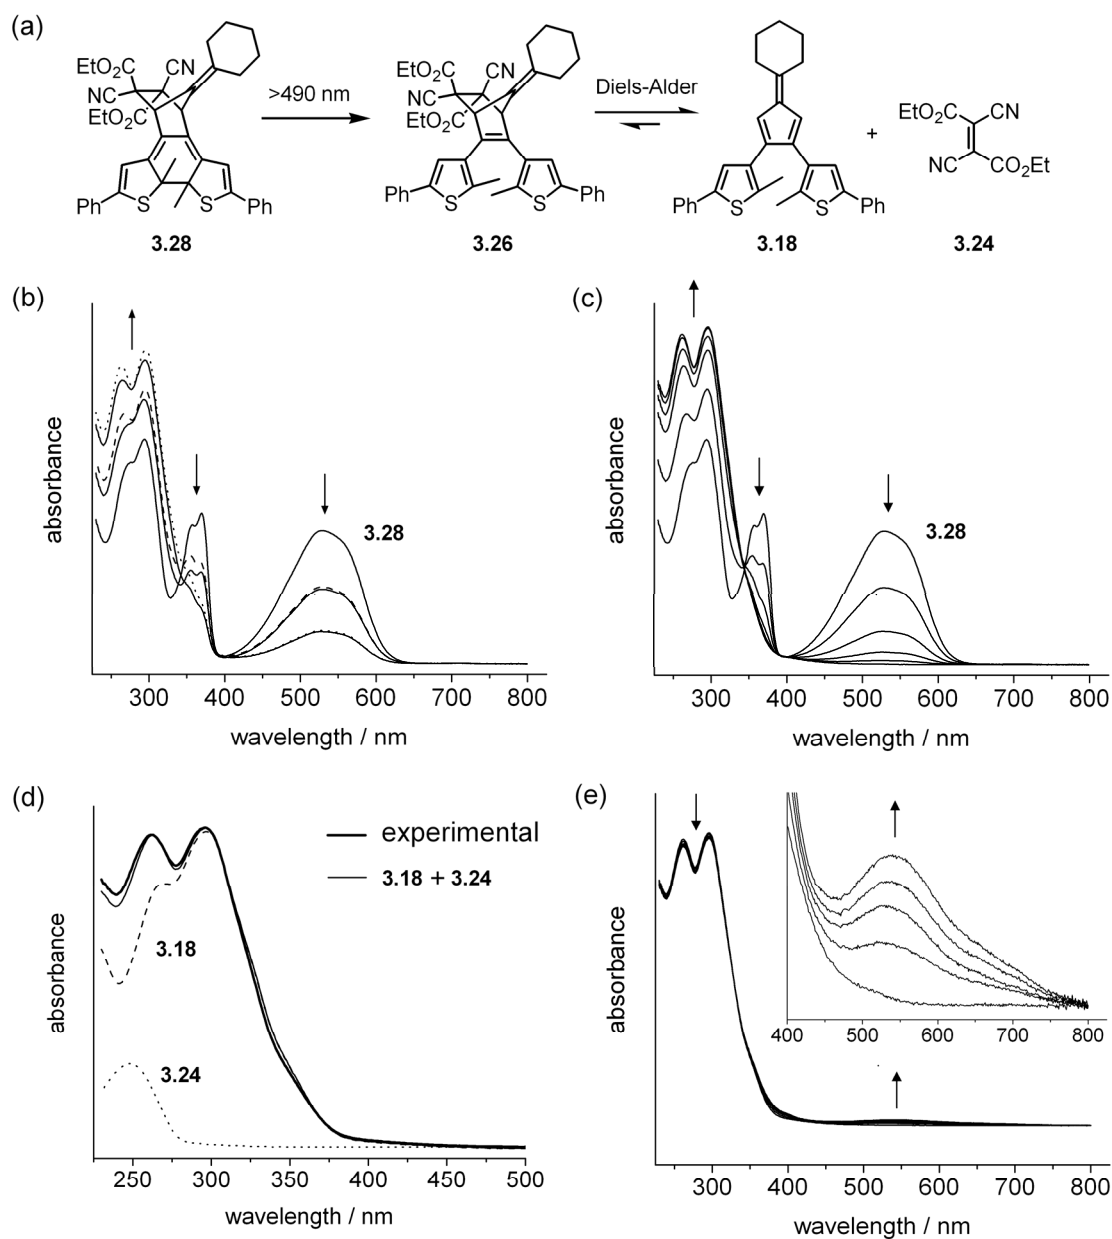 (a)
EtO2C CN
NC
EtO2C
Ph S S Ph
3.28
>490 nm
EtO2C CN
NC
EtO2C
Ph S S Ph
3.26
Diels-Alder
Ph S S Ph
3.18
+
EtO2C CN
NC CO2Et
3.24
(b)
absorbance
3.28
300 400 500 600 700 800
wavelength / nm
(c)
absorbance
3.28
300 400 500 600 700 800
wavelength / nm
(d)
absorbance
experimental
3.18 + 3.24
3.18
3.24
250 300 350 400 450 500
wavelength / nm
(e)
absorbance
400 500 600 700 800
300 400 500 600 700 800
wavelength / nm